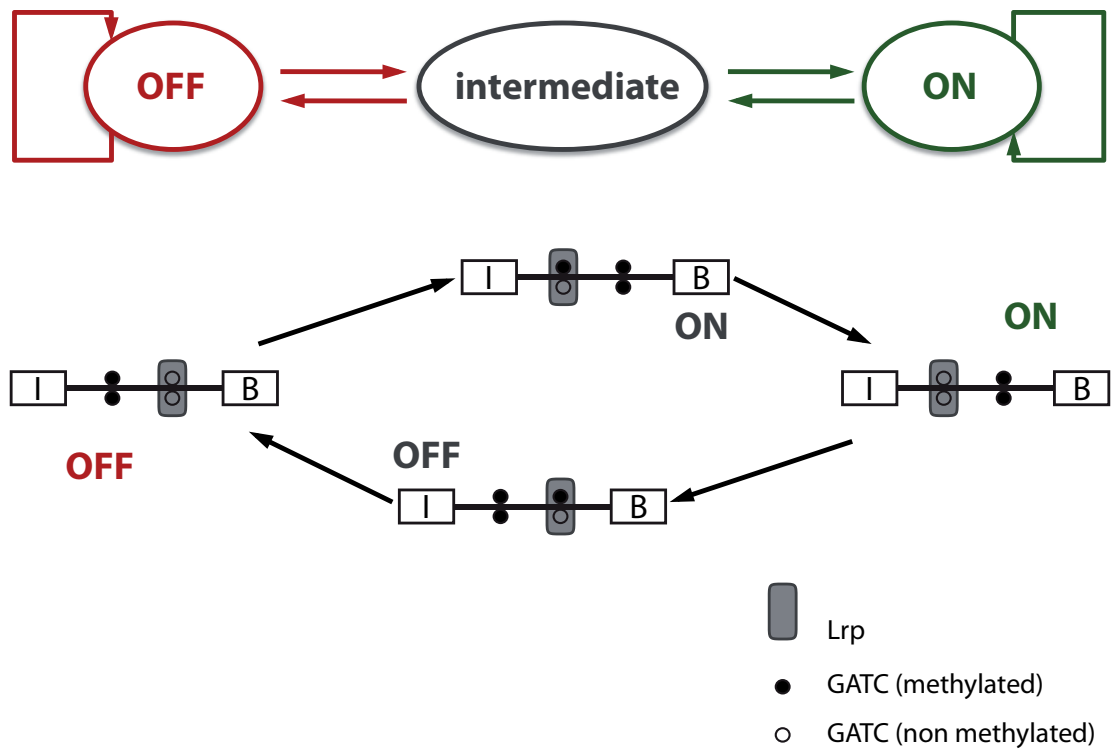 OFF
intermediate
ON
I
B
ON
ON
I
B
I
B
OFF
OFF
I
B
Lrp
GATC (methylated)
GATC (non methylated)